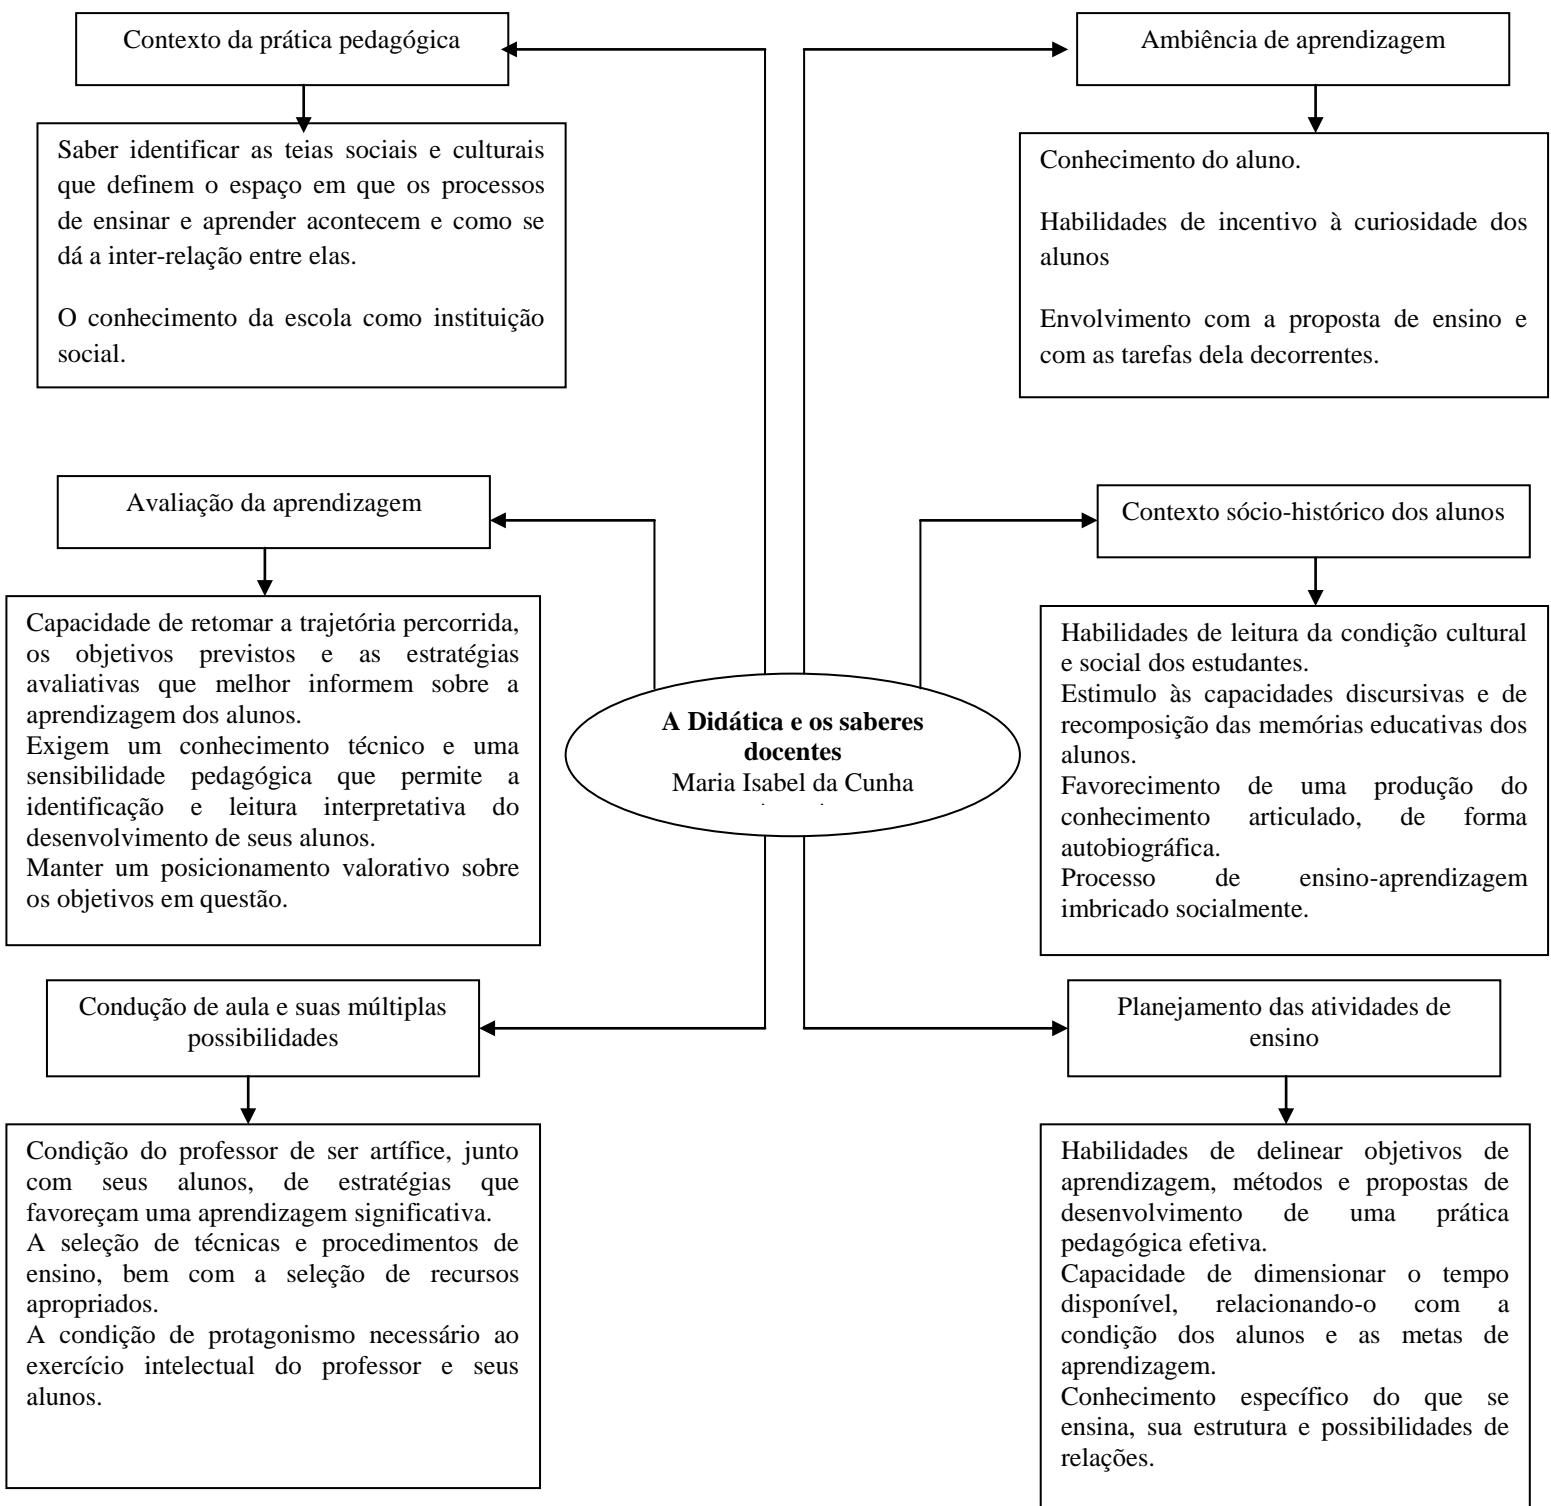 Contexto da prática pedagógica
Saber identificar as teias sociais e culturais
que definem o espaço em que os processos
de ensinar e aprender acontecem e como se
dá a inter-relação entre elas.
O conhecimento da escola como instituição
social.
Ambiência de aprendizagem
Conhecimento do aluno.
Habilidades de incentivo à curiosidade dos
alunos
Envolvimento com a proposta de ensino e
com as tarefas dela decorrentes.
Avaliação da aprendizagem
Capacidade de retomar a trajetória percorrida,
os objetivos previstos e as estratégias
avaliativas que melhor informem sobre a
aprendizagem dos alunos.
Exigem um conhecimento técnico e uma
sensibilidade pedagógica que permite a
identificação e leitura interpretativa do
desenvolvimento de seus alunos.
Manter um posicionamento valorativo sobre
os objetivos em questão.
Contexto sócio-histórico dos alunos
Habilidades de leitura da condição cultural
e social dos estudantes.
Estimulo às capacidades discursivas e de
recomposição das memórias educativas dos
alunos.
Favorecimento de uma produção do
conhecimento articulado, de forma
autobiográfica.
Processo de ensino-aprendizagem
imbricado socialmente.
A Didática e os saberes
docentes
Maria Isabel da Cunha
Condução de aula e suas múltiplas
possibilidades
Condição do professor de ser artífice, junto
com seus alunos, de estratégias que
favoreçam uma aprendizagem significativa.
A seleção de técnicas e procedimentos de
ensino, bem com a seleção de recursos
apropriados.
A condição de protagonismo necessário ao
exercício intelectual do professor e seus
alunos.
Planejamento das atividades de
ensino
Habilidades de delinear objetivos de
aprendizagem, métodos e propostas de
desenvolvimento de uma prática
pedagógica efetiva.
Capacidade de dimensionar o tempo
disponível, relacionando-o com a
condição dos alunos e as metas de
aprendizagem.
Conhecimento específico do que se
ensina, sua estrutura e possibilidades de
relações.